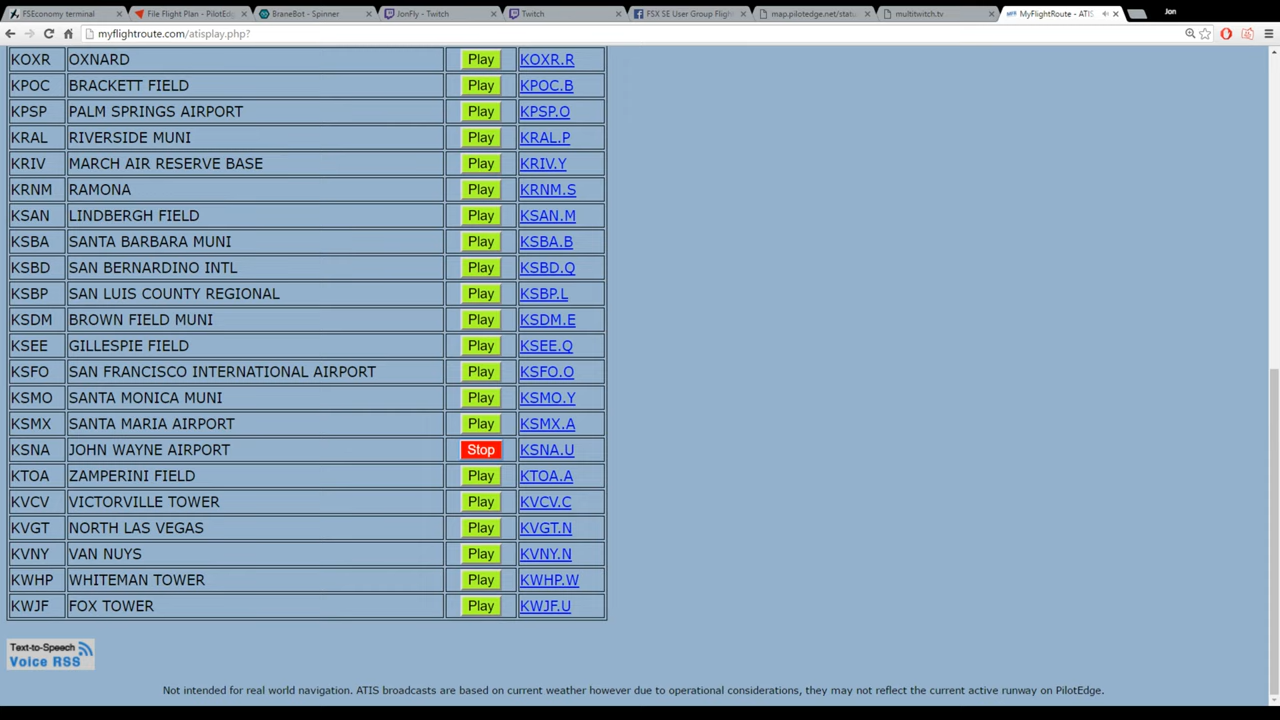 FSEconomy terminal
File Flight Plan - PilotEd
BraneBot - Spinner
JonFly - Twitch
Twitch
FSX SE User Group Flight
map.pilotedge.net/statu
multitwitch.tv
MyFlightRoute - ATIS
Jon
myflightroute.com/atisplay.php?
KOXR OXNARD Play KOXR.R
KPOC BRACKETT FIELD Play KPOC.B
KPSP PALM SPRINGS AIRPORT Play KPSP.O
KRAL RIVERSIDE MUNI Play KRAL.P
KRIV MARCH AIR RESERVE BASE Play KRIV.Y
KRNM RAMONA Play KRNM.S
KSAN LINDBERGH FIELD Play KSAN.M
KSBA SANTA BARBARA MUNI Play KSBA.B
KSBD SAN BERNARDINO INTL Play KSBD.Q
KSBP SAN LUIS COUNTY REGIONAL Play KSBP.L
KSDM BROWN FIELD MUNI Play KSDM.E
KSEE GILLESPIE FIELD Play KSEE.Q
KSFO SAN FRANCISCO INTERNATIONAL AIRPORT Play KSFO.O
KSMO SANTA MONICA MUNI Play KSMO.Y
KSMX SANTA MARIA AIRPORT Play KSMX.A
KSNA JOHN WAYNE AIRPORT Stop KSNA.U
KTOA ZAMPERINI FIELD Play KTOA.A
KVCV VICTORVILLE TOWER Play KVCV.C
KVGT NORTH LAS VEGAS Play KVGT.N
KVNY VAN NUYS Play KVNY.N
KWHP WHITEMAN TOWER Play KWHP.W
KWJF FOX TOWER Play KWJF.U
Text-to-Speech
Voice RSS
Not intended for real world navigation. ATIS broadcasts are based on current weather however due to operational considerations, they may not reflect the current active runway on PilotEdge.